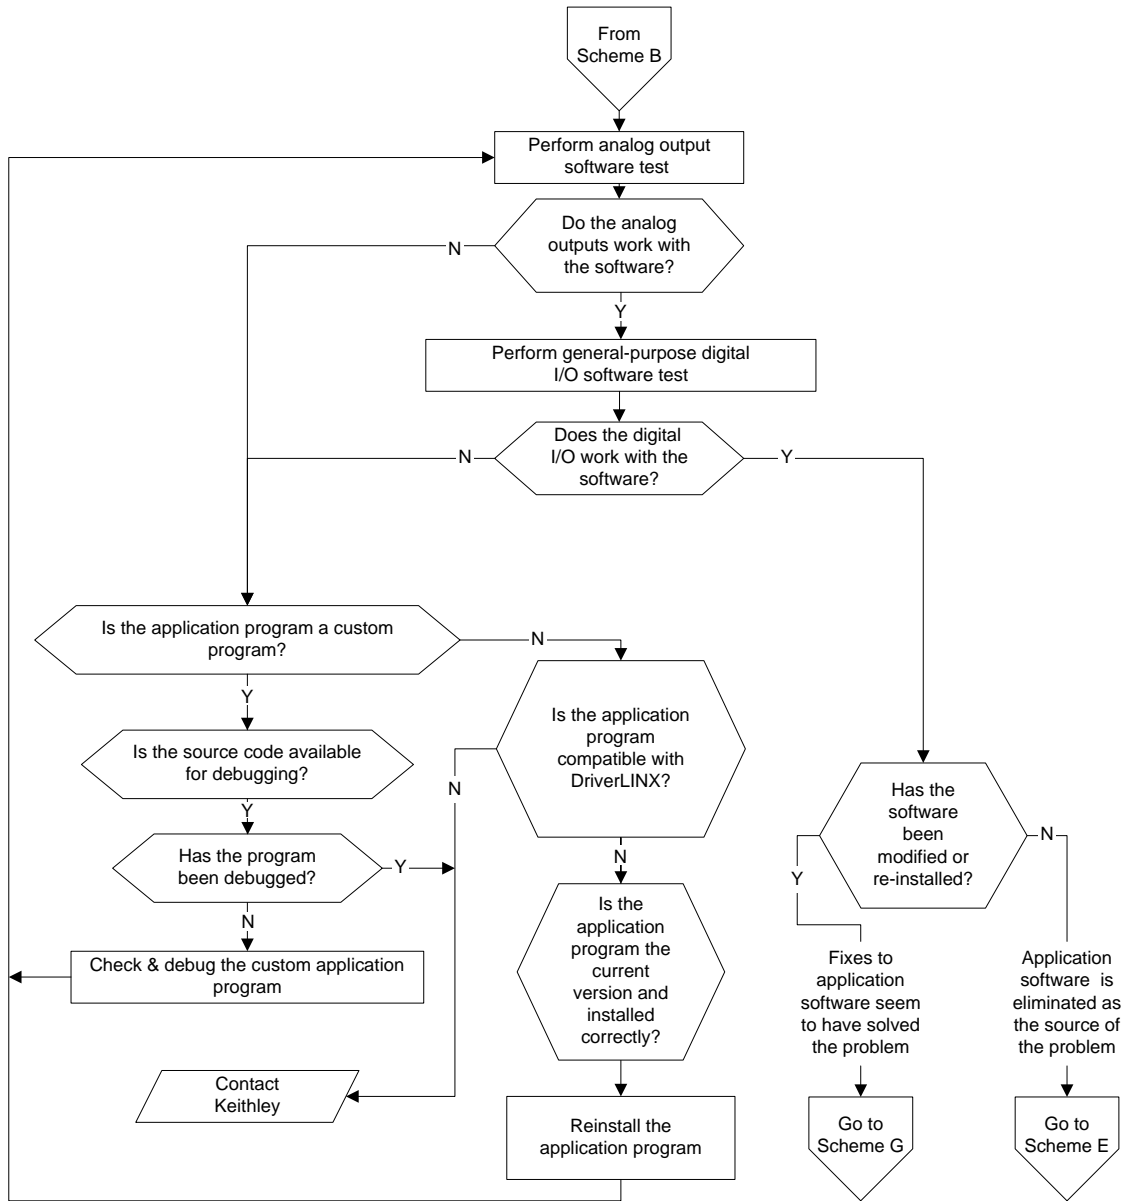 From
Scheme B
Perform analog output
software test
Do the analog
outputs work with
the software?
N
Y
Perform general-purpose digital
I/O software test
Does the digital
I/O work with the
software?
N
Y
Is the application program a custom
program?
N
Y
Is the source code available
for debugging?
Y
Has the program
been debugged?
Y
N
Check & debug the custom application
program
Contact
Keithley
Is the application
program
compatible with
DriverLINX?
N
N
Is the
application
program the
current
version and
installed
correctly?
Reinstall the
application program
Has the
software
been
modified or
re-installed?
Y
N
Fixes to
application
software seem
to have solved
the problem
Application
software is
eliminated as
the source of
the problem
Go to
Scheme G
Go to
Scheme E